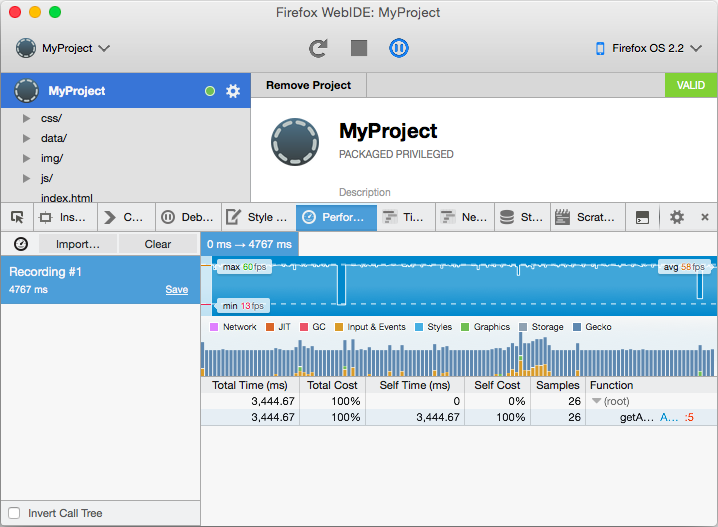 Firefox WebIDE: MyProject
MyProject
Firefox OS 2.2
MyProject
Remove Project
VALID
css/
data/
img/
js/
index.html
MyProject
PACKAGED PRIVILEGED
Description
Ins...
C...
Deb...
Style ...
Perfor...
Ti...
Ne...
St...
Scrat...
Import...
Clear
0 ms → 4767 ms
Recording #1
4767 ms
Save
max 60 fps
avg 58 fps
min 13 fps
Network JIT GC Input & Events Styles Graphics Storage Gecko
Total Time (ms) Total Cost Self Time (ms) Self Cost Samples Function
3,444.67 100% 0 0% 26 (root)
3,444.67 100% 3,444.67 100% 26 getA... A... :5
Invert Call Tree